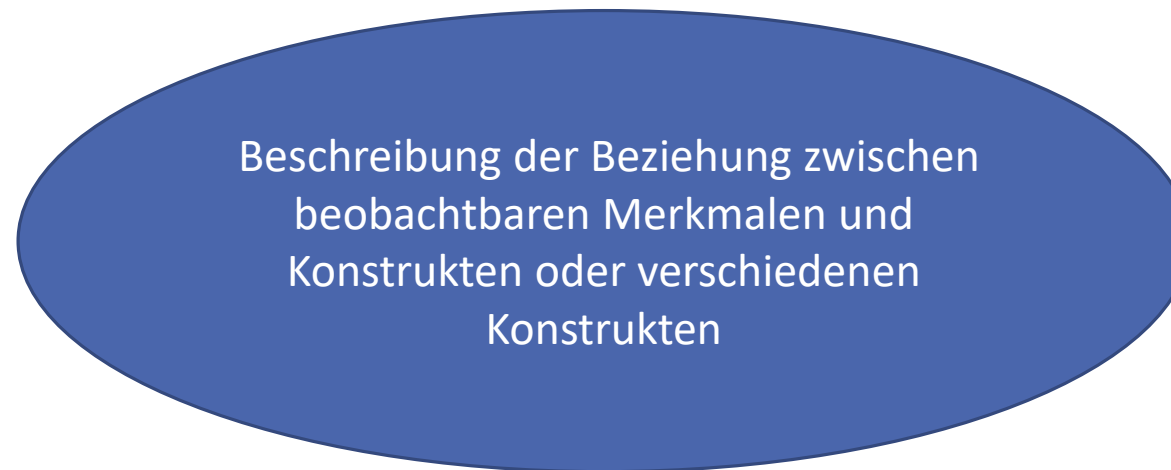 Beschreibung der Beziehung zwischen
beobachtbaren Merkmalen und
Konstrukten oder verschiedenen
Konstrukten